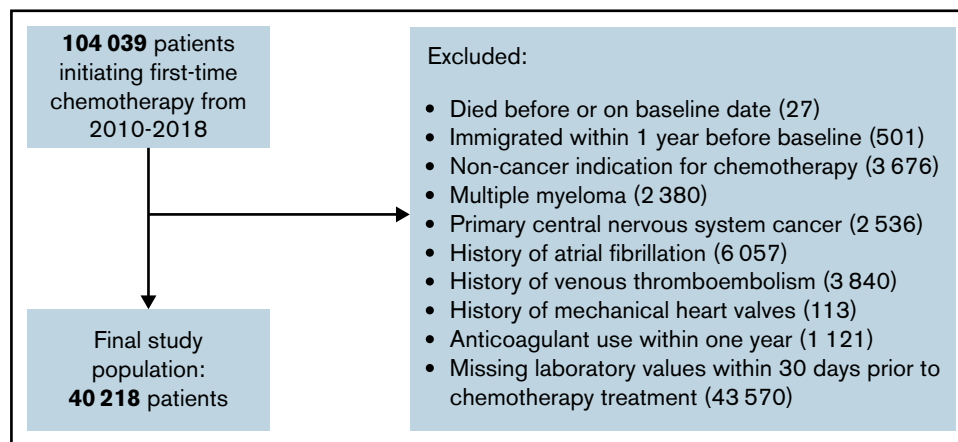 104 039 patients
initiating first-time
chemotherapy from
2010-2018
Excluded:
• Died before or on baseline date (27)
• Immigrated within 1 year before baseline (501)
• Non-cancer indication for chemotherapy (3 676)
• Multiple myeloma (2 380)
• Primary central nervous system cancer (2 536)
• History of atrial fibrillation (6 057)
• History of venous thromboembolism (3 840)
• History of mechanical heart valves (113)
• Anticoagulant use within one year (1 121)
• Missing laboratory values within 30 days prior to
chemotherapy treatment (43 570)
Final study
population:
40 218 patients